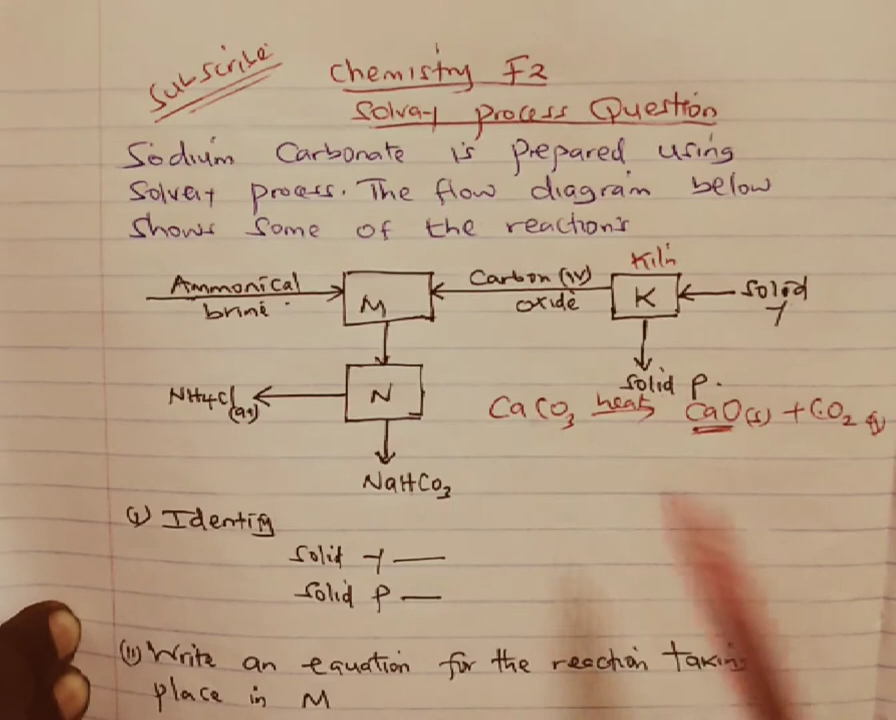 Subscribe
Chemistry F2
Solvay process Question
Sodium Carbonate is prepared using
Solvay process. The flow diagram below
shows some of the reactions
Kiln
Ammonical
brine
M
Carbon (iv)
oxide
K
Solid
Y
solid P.
NH4Cl(aq)
N
CaCO3 heat CaO(s) + CO2 (g)
NaHCO3
(i) Identify
Solid Y —
Solid P —
(ii) Write an equation for the reaction taking
place in M